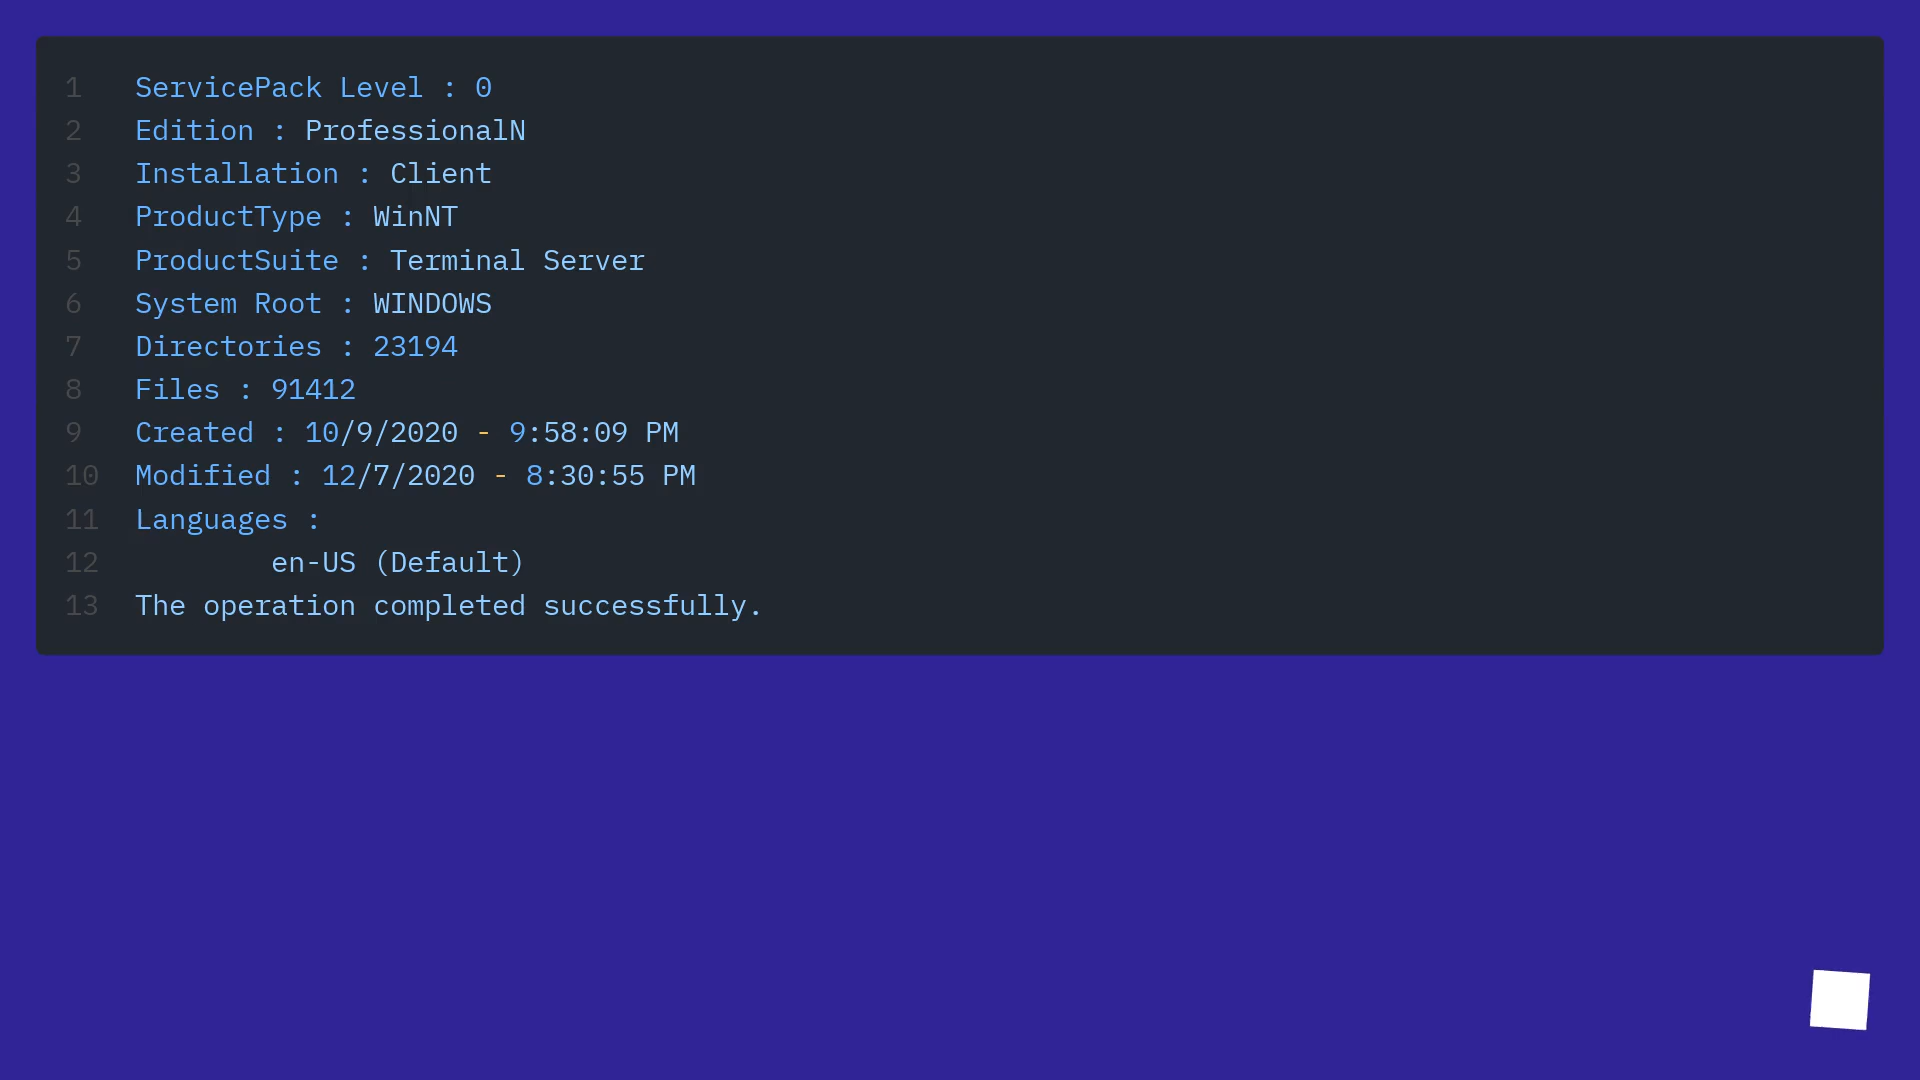 1 ServicePack Level : 0
2 Edition : ProfessionalN
3 Installation : Client
4 ProductType : WinNT
5 ProductSuite : Terminal Server
6 System Root : WINDOWS
7 Directories : 23194
8 Files : 91412
9 Created : 10/9/2020 - 9:58:09 PM
10 Modified : 12/7/2020 - 8:30:55 PM
11 Languages :
12 en-US (Default)
13 The operation completed successfully.